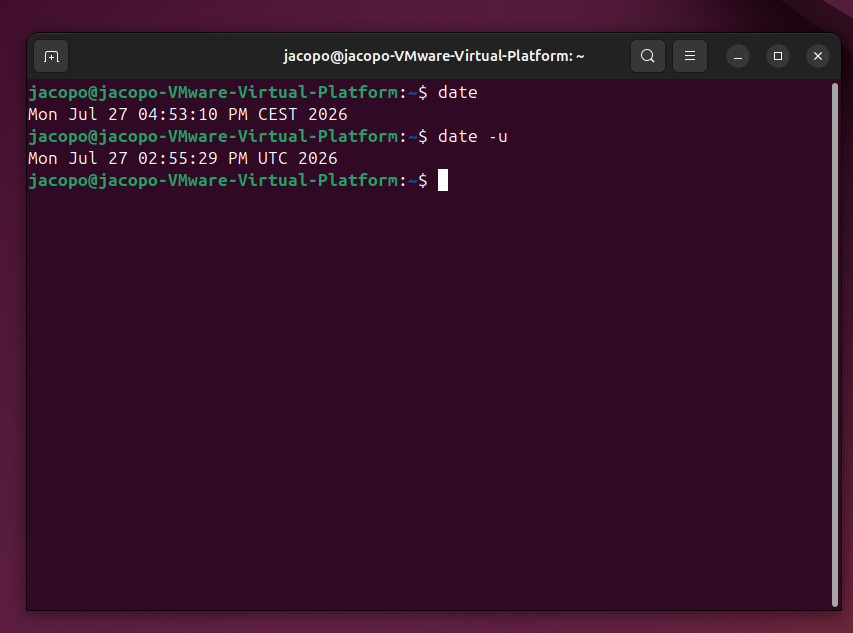 jacopo@jacopo-VMware-Virtual-Platform: ~
jacopo@jacopo-VMware-Virtual-Platform:~$ date
Mon Jul 27 04:53:10 PM CEST 2026
jacopo@jacopo-VMware-Virtual-Platform:~$ date -u
Mon Jul 27 02:55:29 PM UTC 2026
jacopo@jacopo-VMware-Virtual-Platform:~$